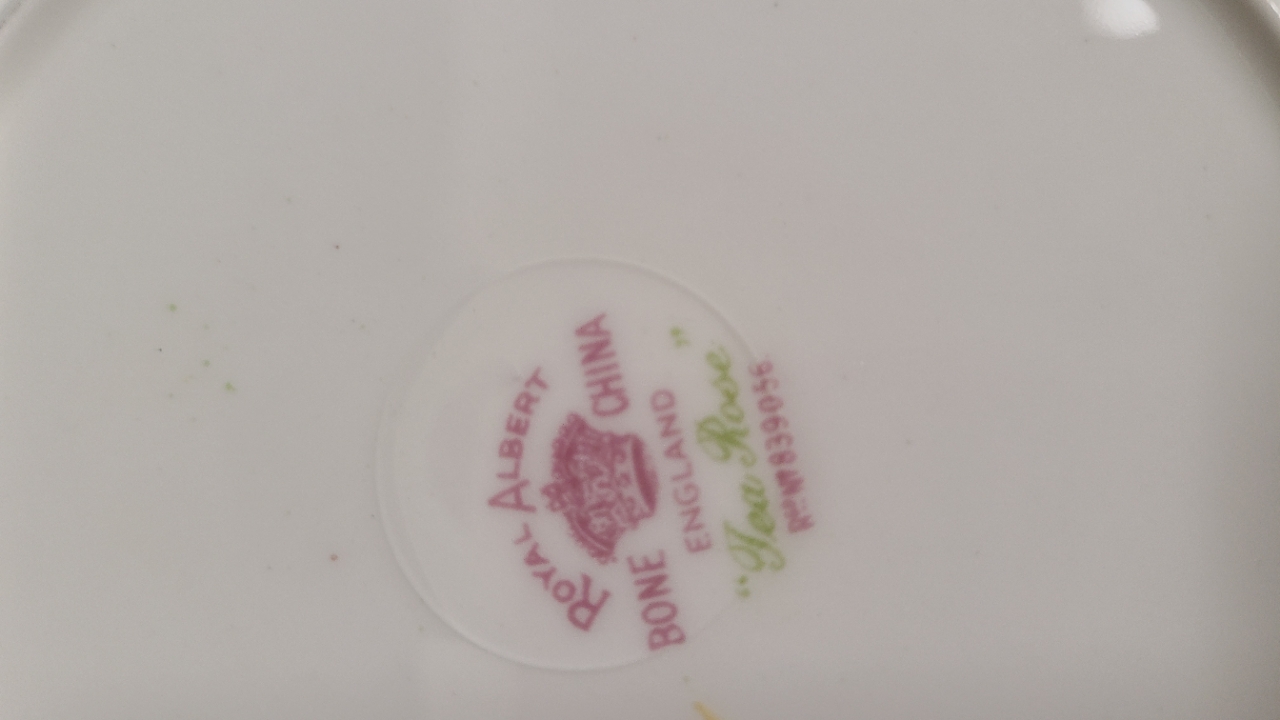 ROYAL ALBERT
BONE CHINA
ENGLAND
"Tea Rose"
Rᴰ Nº 839056